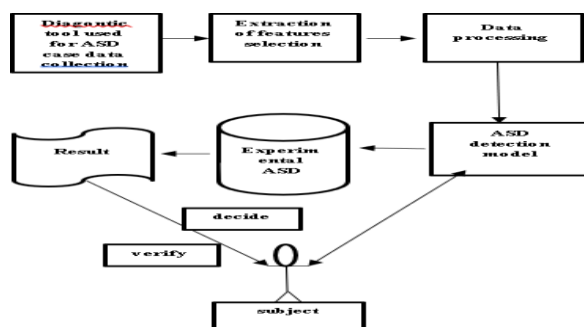 Diagontic
tool used
for ASD
case data
collection
Extraction
of features
selection
Data
processing
Result
Experim
ental
ASD
ASD
detection
model
decide
verify
subject